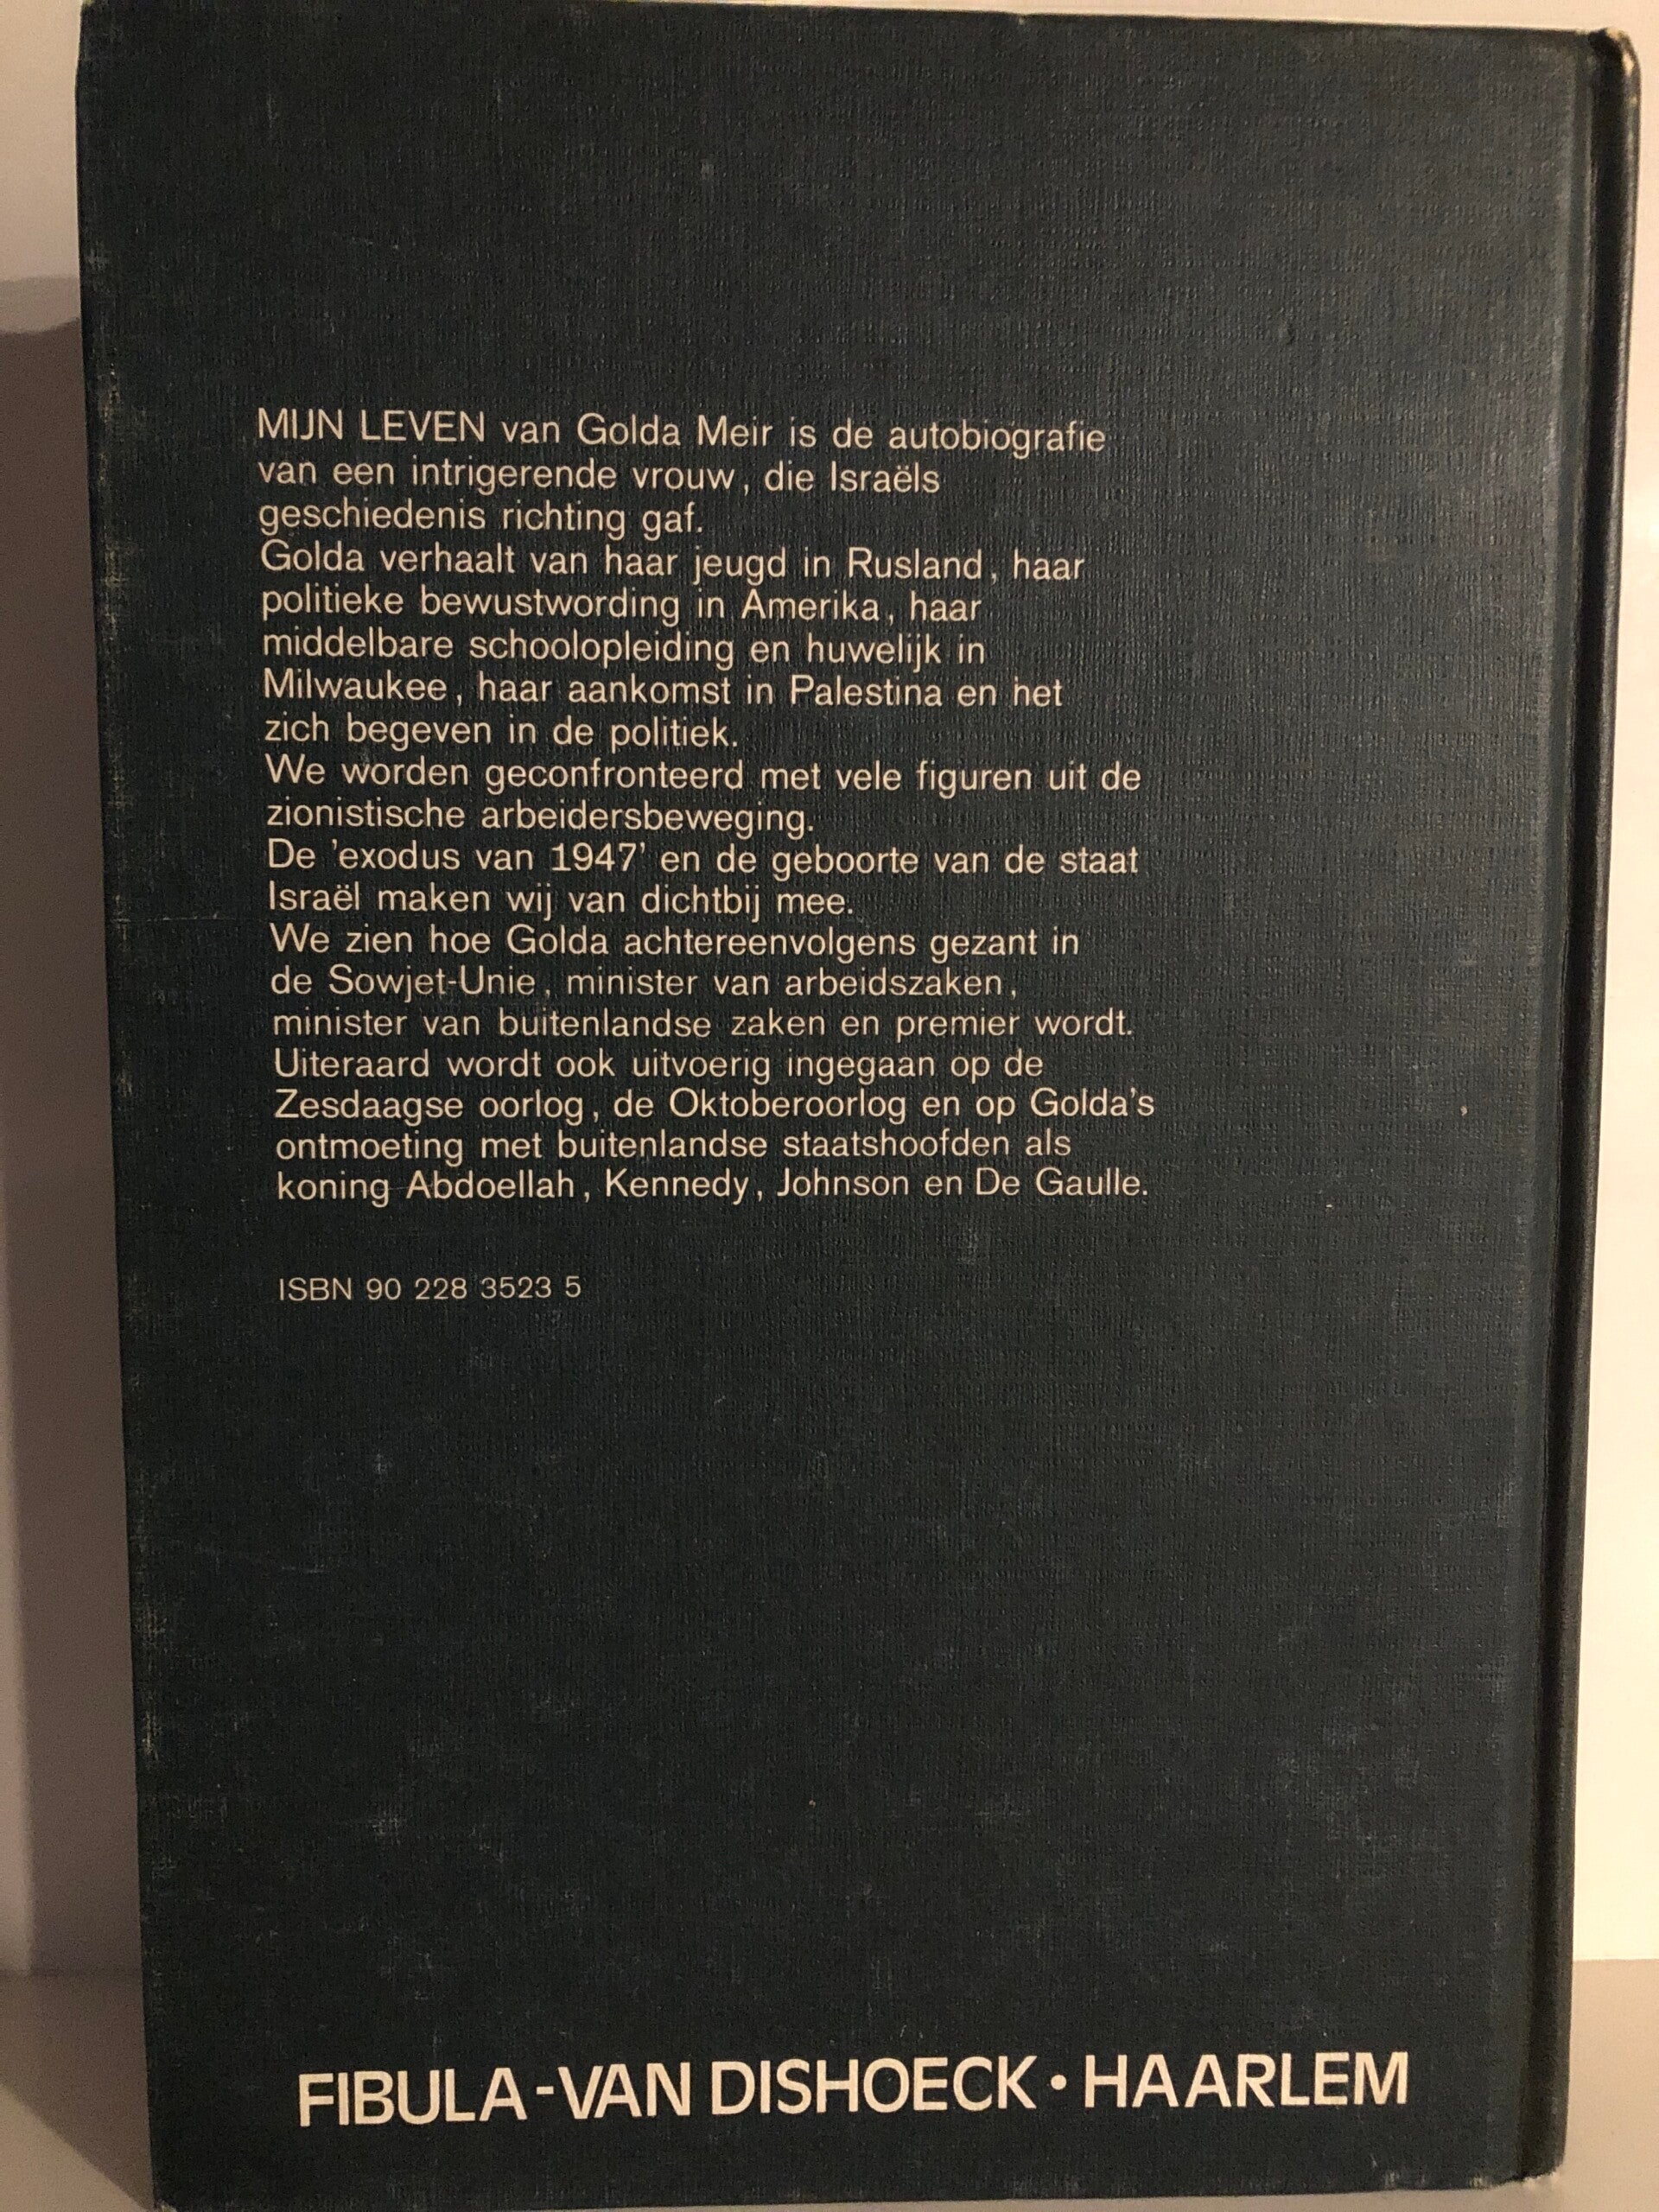 MIJN LEVEN van Golda Meir is de autobiografie
van een intrigerende vrouw, die Israëls
geschiedenis richting gaf.
Golda verhaalt van haar jeugd in Rusland, haar
politieke bewustwording in Amerika, haar
middelbare schoolopleiding en huwelijk in
Milwaukee, haar aankomst in Palestina en het
zich begeven in de politiek.
We worden geconfronteerd met vele figuren uit de
zionistische arbeidersbeweging.
De 'exodus van 1947' en de geboorte van de staat
Israël maken wij van dichtbij mee.
We zien hoe Golda achtereenvolgens gezant in
de Sowjet-Unie, minister van arbeidszaken,
minister van buitenlandse zaken en premier wordt.
Uiteraard wordt ook uitvoerig ingegaan op de
Zesdaagse oorlog, de Oktoberoorlog en op Golda's
ontmoeting met buitenlandse staatshoofden als
koning Abdoellah, Kennedy, Johnson en De Gaulle.
ISBN 90 228 3523 5
FIBULA-VAN DISHOECK • HAARLEM